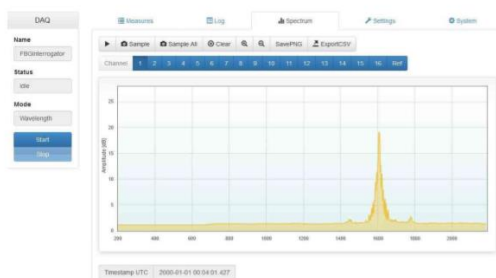 DAQ
Name
FBGInterrogator
Status
Idle
Mode
Wavelength
Start
Stop
Measures Log Spectrum Settings System
Sample Sample All Clear SavePNG ExportCSV
Channel 1 2 3 4 5 6 7 8 9 10 11 12 13 14 15 16 Ref
Amplitude [dB]
25
20
15
10
5
0
200 400 600 800 1000 1200 1400 1600 1800 2000
Timestamp UTC 2000-01-01 00:04:01.427